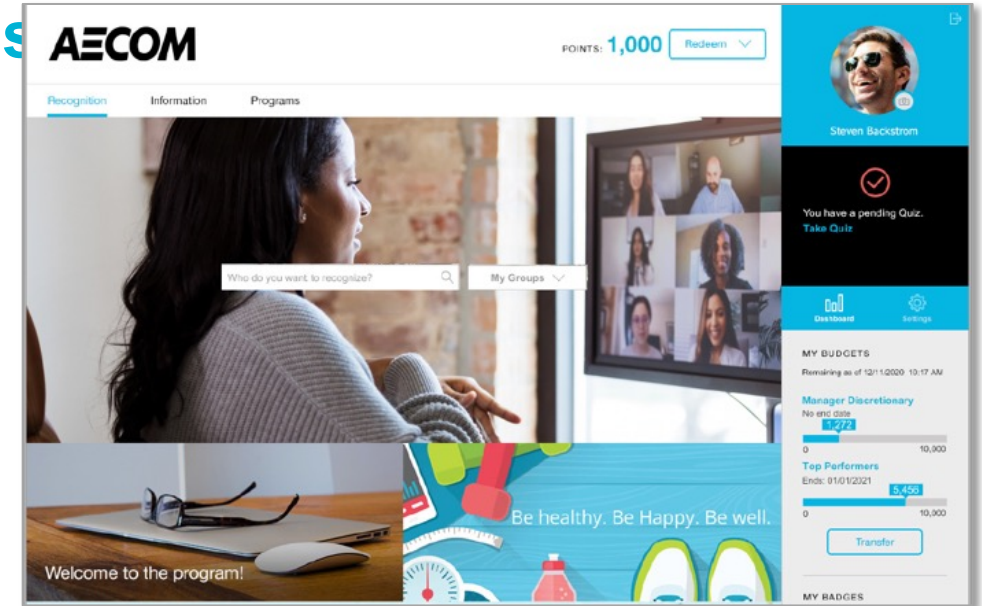 S
AECOM
POINTS: 1,000 Redeem
Recognition Information Programs
Who do you want to recognize? My Groups
Welcome to the program!
Be healthy. Be Happy. Be well.
Steven Backstrom
You have a pending Quiz.
Take Quiz
Dashboard Settings
MY BUDGETS
Remaining as of 12/11/2020 10:17 AM
Manager Discretionary
No end date
1,272
0 10,000
Top Performers
Ends: 01/01/2021
5,456
0 10,000
Transfer
MY BADGES